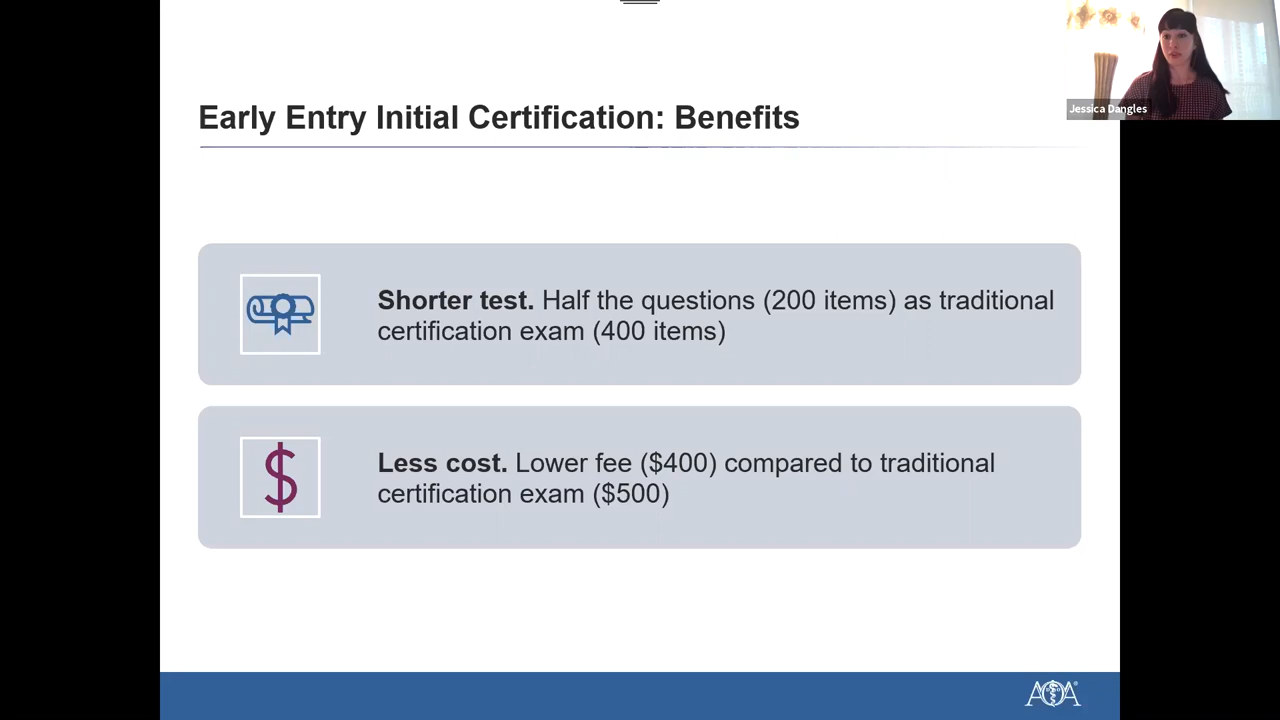 Jessica Dangles
Early Entry Initial Certification: Benefits
Shorter test. Half the questions (200 items) as traditional
certification exam (400 items)
$
Less cost. Lower fee ($400) compared to traditional
certification exam ($500)
AOA